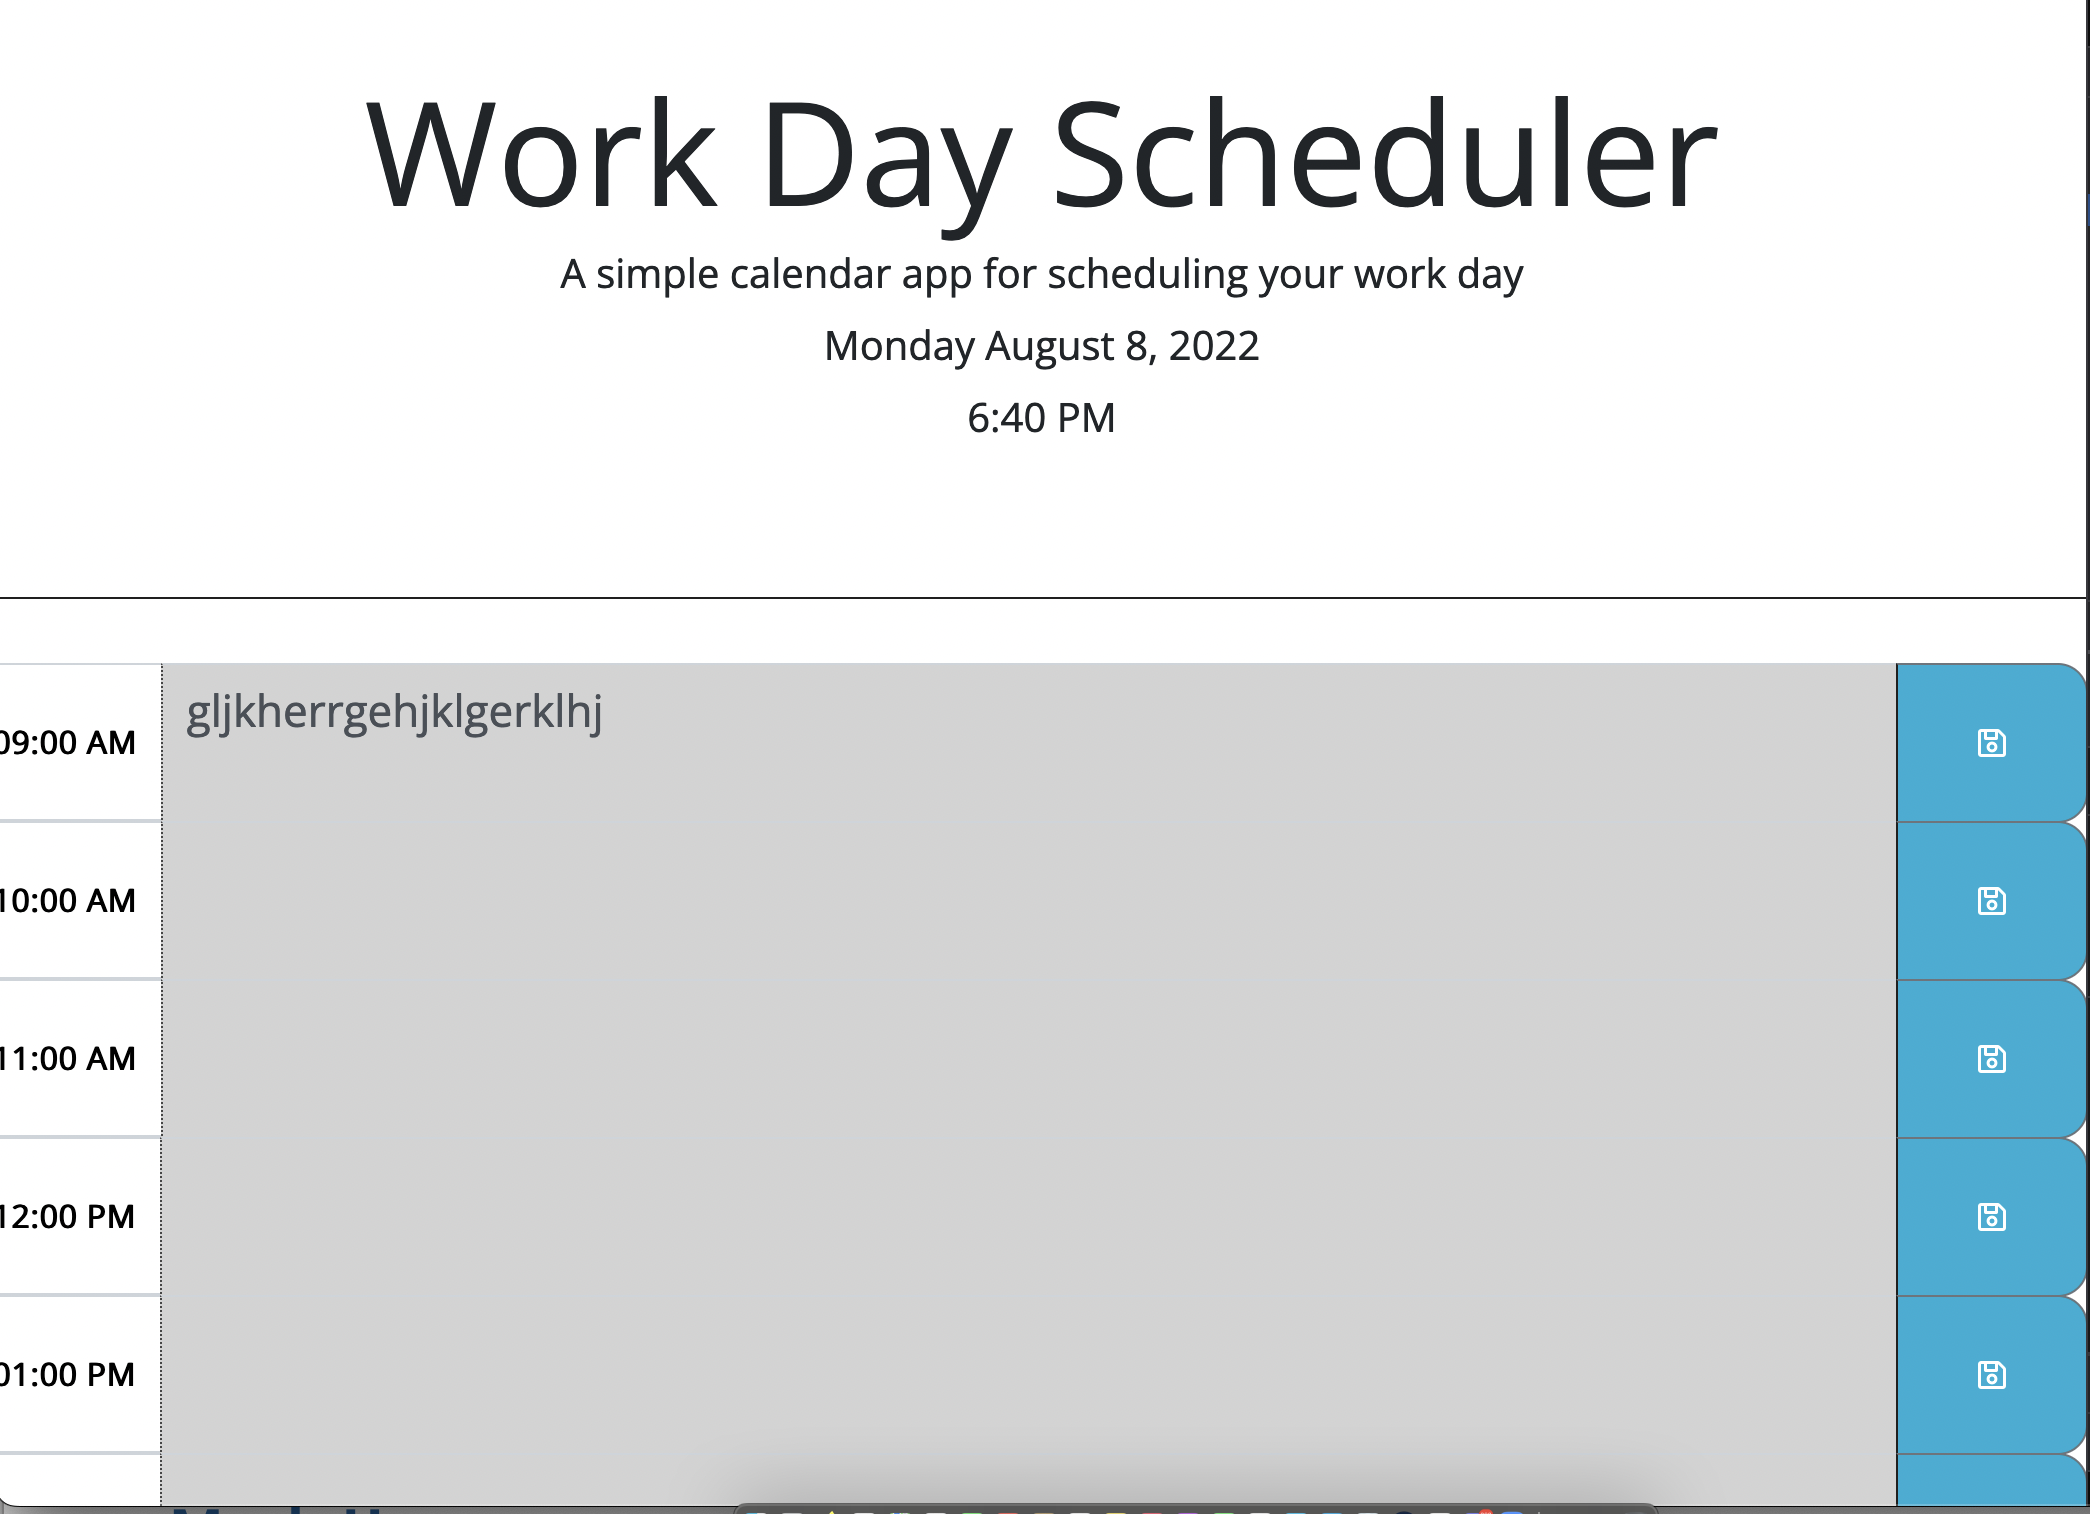 Work Day Scheduler
A simple calendar app for scheduling your work day
Monday August 8, 2022
6:40 PM
09:00 AM
gljkherrgehjklgerklhj
10:00 AM
11:00 AM
12:00 PM
01:00 PM